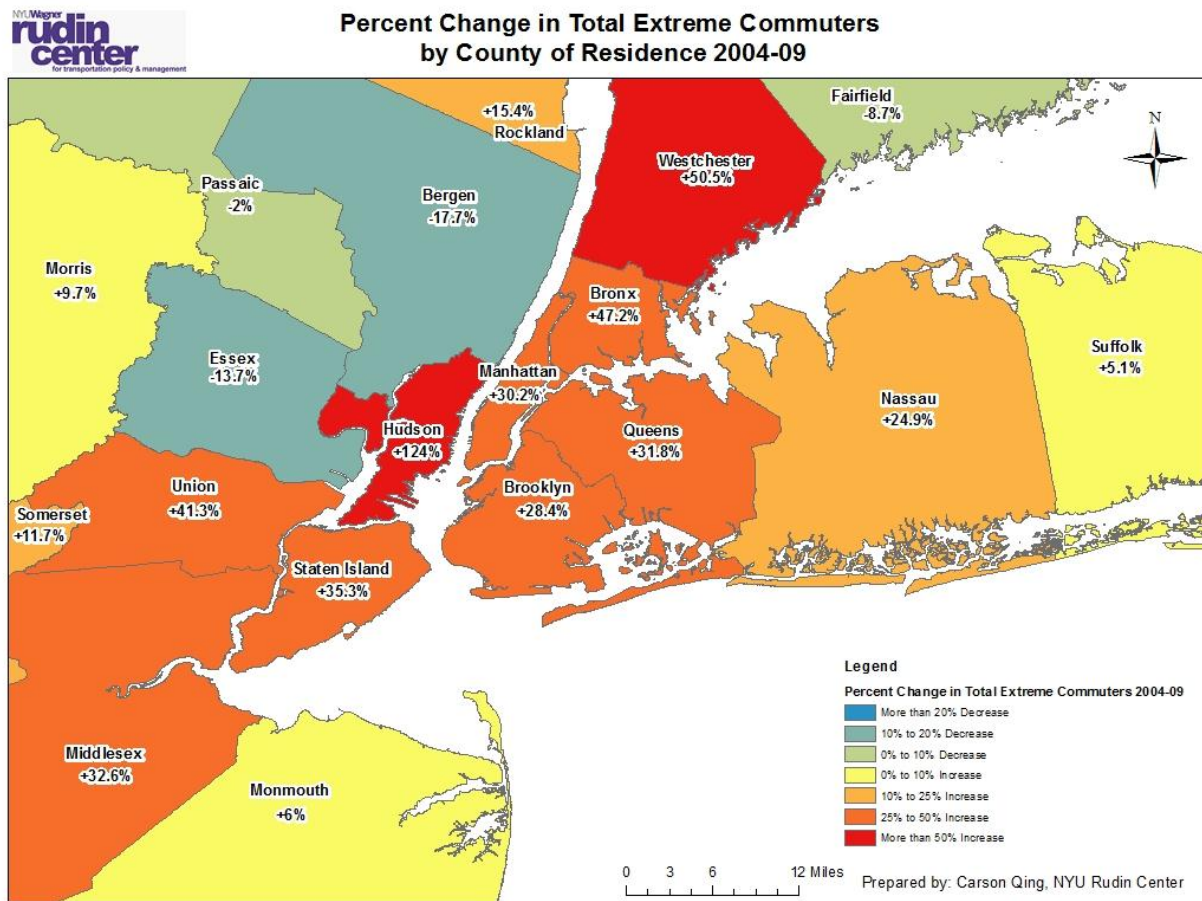 NYUWagner
rudin
center
for transportation policy & management
Percent Change in Total Extreme Commuters
by County of Residence 2004-09
Fairfield
-8.7%
+15.4%
Rockland
N
Westchester
+50.5%
Passaic
-2%
Bergen
-17.7%
Morris
+9.7%
Bronx
+47.2%
Essex
-13.7%
Manhattan
+30.2%
Suffolk
+5.1%
Nassau
+24.9%
Hudson
+124%
Queens
+31.8%
Union
+41.3%
Brooklyn
+28.4%
Somerset
+11.7%
Staten Island
+35.3%
Middlesex
+32.6%
Monmouth
+6%
Legend
Percent Change in Total Extreme Commuters 2004-09
More than 20% Decrease
10% to 20% Decrease
0% to 10% Decrease
0% to 10% Increase
10% to 25% Increase
25% to 50% Increase
More than 50% Increase
0 3 6 12 Miles
Prepared by: Carson Qing, NYU Rudin Center